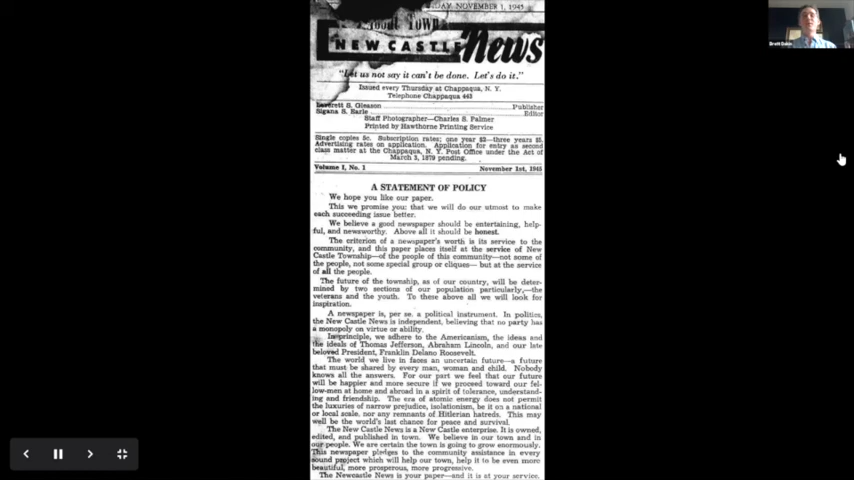 DAY, NOVEMBER 1, 1945
About TOWN
NEW CASTLE News
"Let us not say it can't be done. Let's do it."
Issued every Thursday at Chappaqua, N. Y.
Telephone Chappaqua 443
Everett S. Gleason Publisher
Sigana S. Earle Editor
Staff Photographer—Charles S. Palmer
Printed by Hawthorne Printing Service
Single copies 5c. Subscription rates; one year $2—three years $5.
Advertising rates on application. Application for entry as second
class matter at the Chappaqua, N. Y. Post Office under the Act of
March 3, 1879 pending.
Volume I, No. 1 November 1st, 1945
A STATEMENT OF POLICY
We hope you like our paper.
This we promise you: that we will do our utmost to make
each succeeding issue better.
We believe a good newspaper should be entertaining, help-
ful, and newsworthy. Above all it should be honest.
The criterion of a newspaper's worth is its service to the
community, and this paper places itself at the service of New
Castle Township—of the people of this community—not some of
the people, not some special group or cliques— but at the service
of all the people.
The future of the township, as of our country, will be deter-
mined by two sections of our population particularly,—the
veterans and the youth. To these above all we will look for
inspiration.
A newspaper is, per se, a political instrument. In politics,
the New Castle News is independent, believing that no party has
a monopoly on virtue or ability.
In principle, we adhere to the Americanism, the ideas and
the ideals of Thomas Jefferson, Abraham Lincoln, and our late
beloved President, Franklin Delano Roosevelt.
The world we live in faces an uncertain future—a future
that must be shared by every man, woman and child. Nobody
knows all the answers. For our part we feel that our future
will be happier and more secure if we proceed toward our fel-
low-men at home and abroad in a spirit of tolerance, understand-
ing and friendship. The era of atomic energy does not permit
the luxuries of narrow prejudice, isolationism, be it on a national
or local scale, nor any remnants of Hitlerian hatreds. This may
well be the world's last chance for peace and survival.
The New Castle News is a New Castle enterprise. It is owned,
edited, and published in town. We believe in our town and in
our people. We are certain the town is going to grow enormously.
This newspaper pledges to the community assistance in every
sound project which will help our town, help it to be even more
beautiful, more prosperous, more progressive.
The Newcastle News is your paper—and it is at your service.